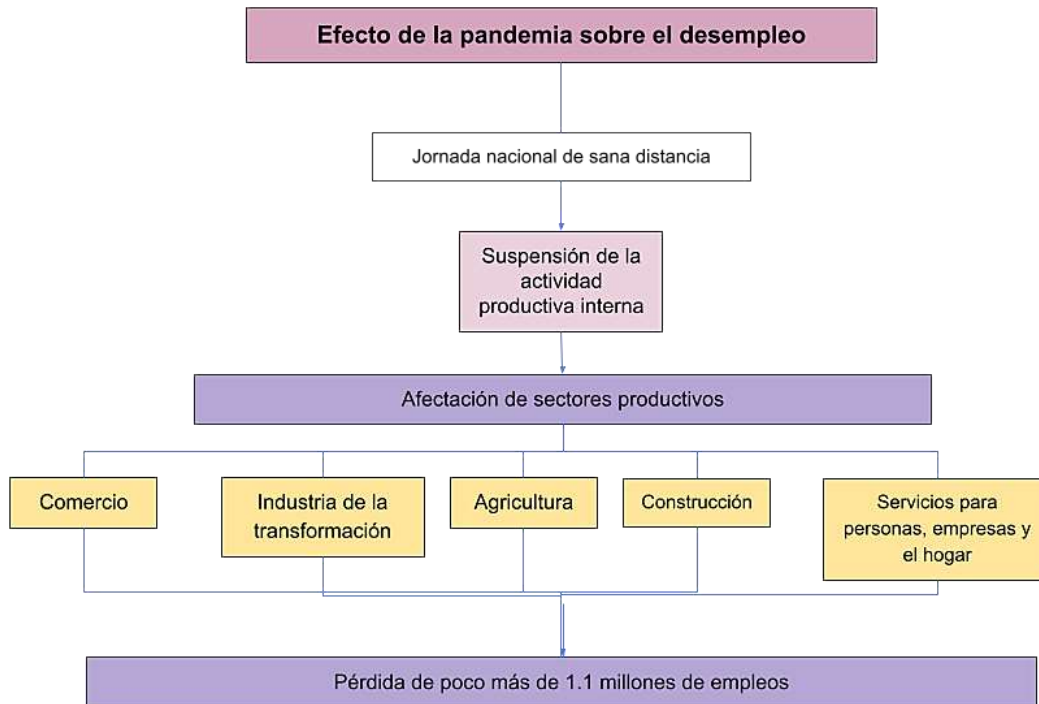 Efecto de la pandemia sobre el desempleo
Jornada nacional de sana distancia
Suspensión de la
actividad
productiva interna
Afectación de sectores productivos
Comercio
Industria de la
transformación
Agricultura
Construcción
Servicios para
personas, empresas y
el hogar
Pérdida de poco más de 1.1 millones de empleos